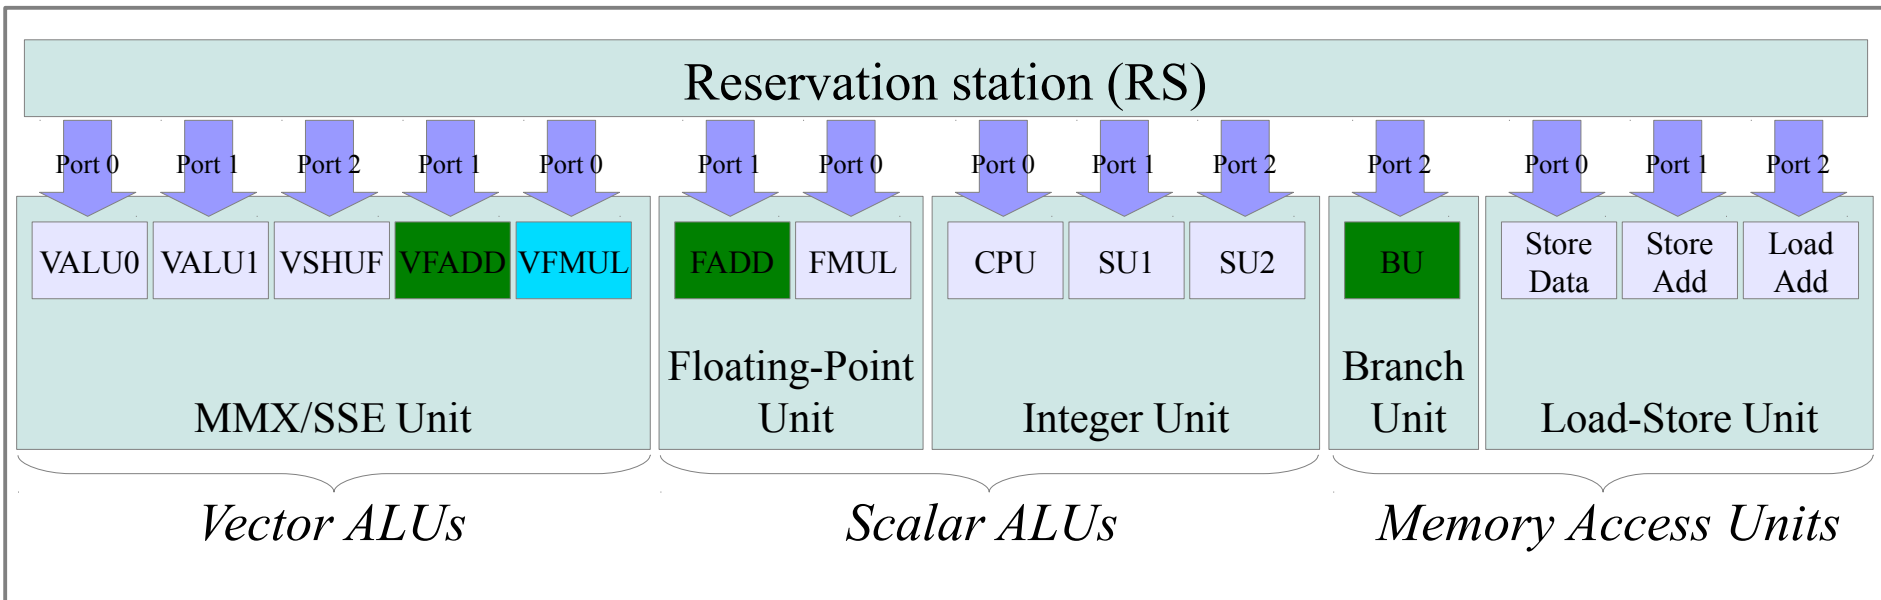 Reservation station (RS)
Port 0 Port 1 Port 2 Port 1 Port 0 Port 1 Port 0 Port 0 Port 1 Port 2 Port 2 Port 0 Port 1 Port 2
VALU0 VALU1 VSHUF VFADD VFMUL FADD FMUL CPU SU1 SU2 BU
Store
Data
Store
Add
Load
Add
MMX/SSE Unit
Floating-Point
Unit
Integer Unit
Branch
Unit
Load-Store Unit
Vector ALUs
Scalar ALUs
Memory Access Units